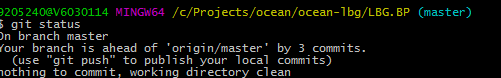 9205240@V6030114 MINGW64 /c/Projects/ocean/ocean-lbg/LBG.BP (master)
$ git status
On branch master
Your branch is ahead of 'origin/master' by 3 commits.
  (use "git push" to publish your local commits)
nothing to commit, working directory clean